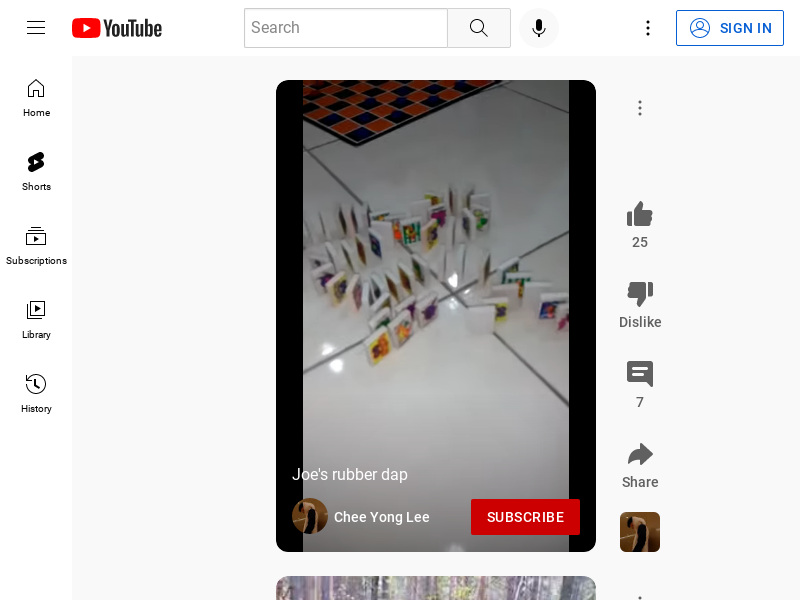 YouTube
Search
SIGN IN
Home
Shorts
Subscriptions
Library
History
Joe's rubber dap
Chee Yong Lee
SUBSCRIBE
25
Dislike
7
Share